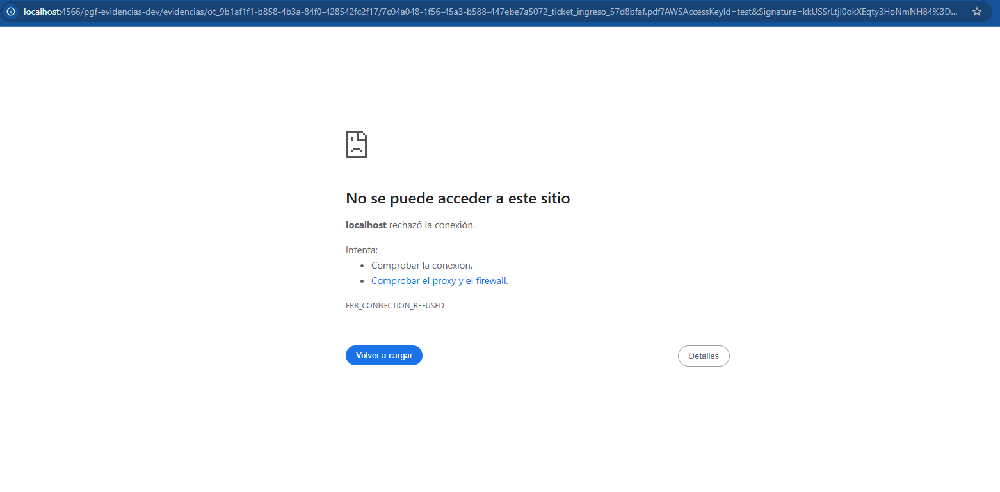 localhost:4566/pgf-evidencias-dev/evidencias/ot_9b1af1f1-b858-4b3a-84f0-428542fc2f17/7c04a048-1f56-45a3-b588-447ebe7a5072_ticket_ingreso_57d8bfaf.pdf?AWSAccessKeyId=test&Signature=kkUSSrLtjl0okXEqty3HoNmNH84%3D...
No se puede acceder a este sitio
localhost rechazó la conexión.
Intenta:
• Comprobar la conexión.
• Comprobar el proxy y el firewall.
ERR_CONNECTION_REFUSED
Volver a cargar
Detalles